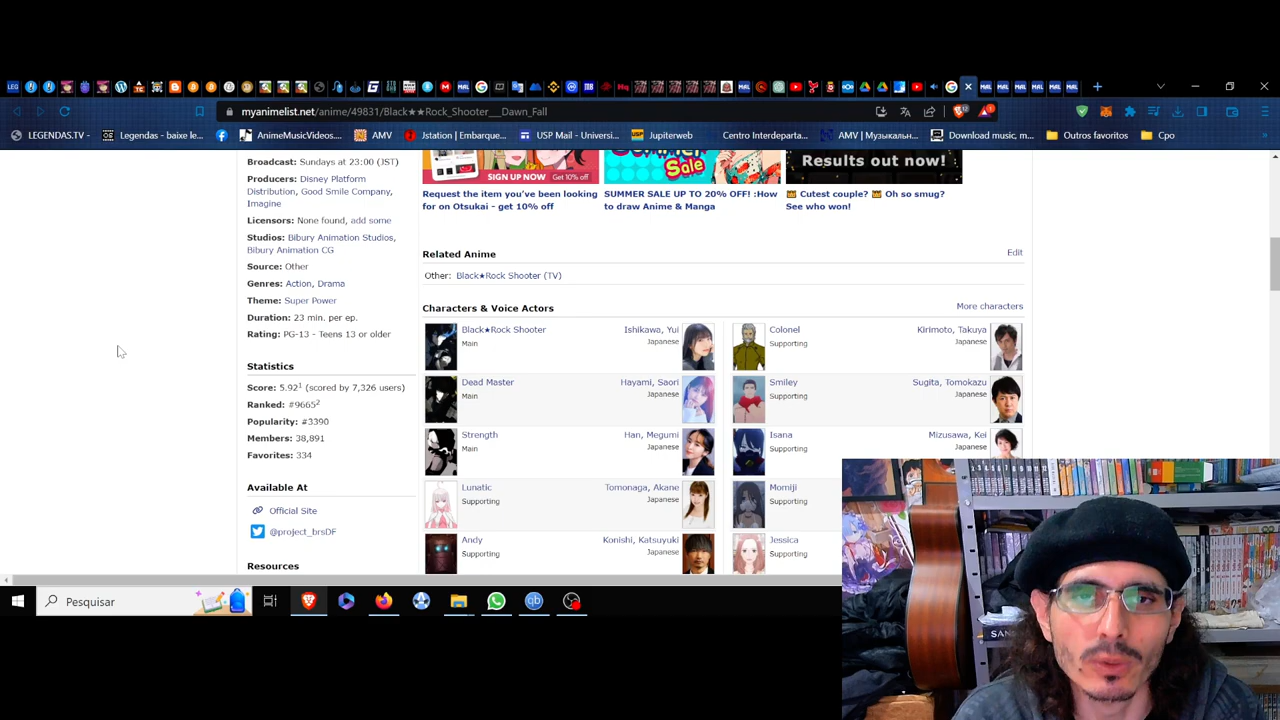 LEG
myanimelist.net/anime/49831/Black★★Rock_Shooter__Dawn_Fall
LEGENDAS.TV -
Legendas - baixe le...
AnimeMusicVideos....
AMV
Jstation | Embarque...
USP Mail - Universi...
Jupiterweb
Centro Interdeparta...
AMV | Музыкальн...
Download music, m...
Outros favoritos
Cpo
Broadcast: Sundays at 23:00 (JST)
Producers: Disney Platform
Distribution, Good Smile Company,
Imagine
Licensors: None found, add some
Studios: Bibury Animation Studios,
Bibury Animation CG
Source: Other
Genres: Action, Drama
Theme: Super Power
Duration: 23 min. per ep.
Rating: PG-13 - Teens 13 or older
Statistics
Score: 5.92¹ (scored by 7,326 users)
Ranked: #9665²
Popularity: #3390
Members: 38,891
Favorites: 334
Available At
Official Site
@project_brsDF
Resources
SIGN UP NOW Get 10% off
Sale
Results out now!
Request the item you've been looking
for on Otsukai - get 10% off
SUMMER SALE UP TO 20% OFF! :How
to draw Anime & Manga
Cutest couple? Oh so smug?
See who won!
Related Anime
Edit
Other: Black★Rock Shooter (TV)
Characters & Voice Actors
More characters
Black★Rock Shooter
Main
Ishikawa, Yui
Japanese
Colonel
Supporting
Kirimoto, Takuya
Japanese
Dead Master
Main
Hayami, Saori
Japanese
Smiley
Supporting
Sugita, Tomokazu
Japanese
Strength
Main
Han, Megumi
Japanese
Isana
Supporting
Mizusawa, Kei
Japanese
Lunatic
Supporting
Tomonaga, Akane
Japanese
Momiji
Supporting
Andy
Supporting
Konishi, Katsuyuki
Japanese
Jessica
Supporting
Pesquisar
SAN